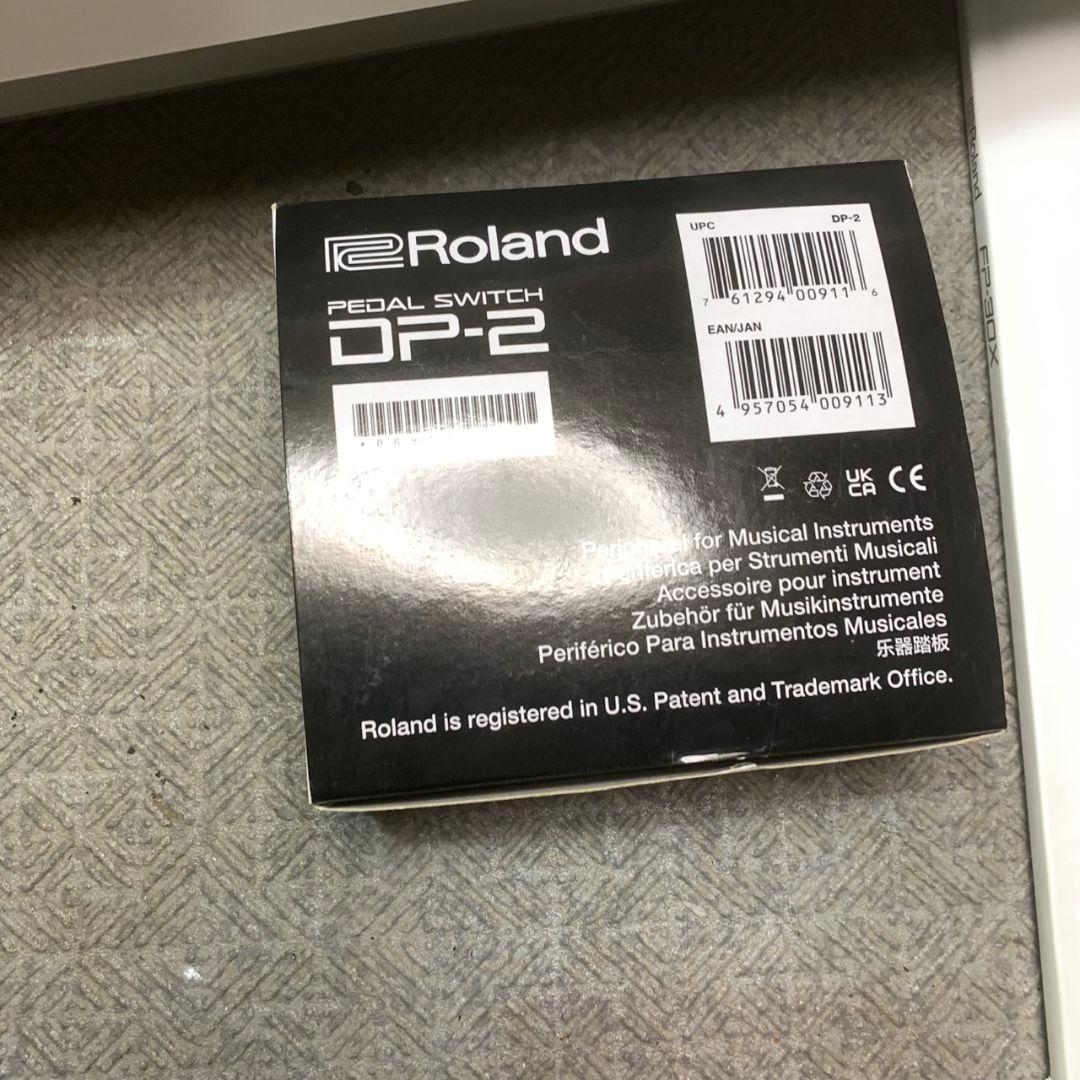 Roland
PEDAL SWITCH
DP-2
UPC DP-2
7 61294 00911 6
EAN/JAN
4 957054 009113
UK
CA CE
for Musical Instruments
per Strumenti Musicali
Accessoire pour instrument
Zubehör für Musikinstrumente
Periférico Para Instrumentos Musicales
乐器踏板
Roland is registered in U.S. Patent and Trademark Office.
Roland FP-30X